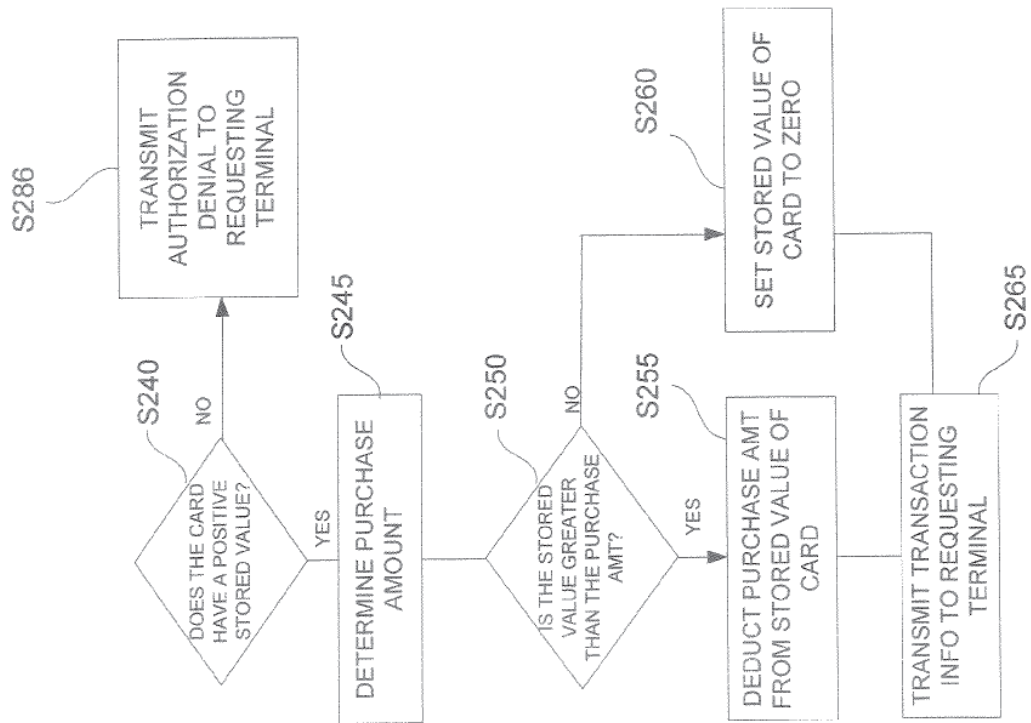 S286
TRANSMIT
AUTHORIZATION
DENIAL TO
REQUESTING
TERMINAL
S240
NO
DOES THE CARD
HAVE A POSITIVE
STORED VALUE?
YES
S245
DETERMINE PURCHASE
AMOUNT
S250
NO
IS THE STORED
VALUE GREATER
THAN THE PURCHASE
AMT?
YES
S260
SET STORED VALUE OF
CARD TO ZERO
S255
DEDUCT PURCHASE AMT
FROM STORED VALUE OF
CARD
S265
TRANSMIT TRANSACTION
INFO TO REQUESTING
TERMINAL